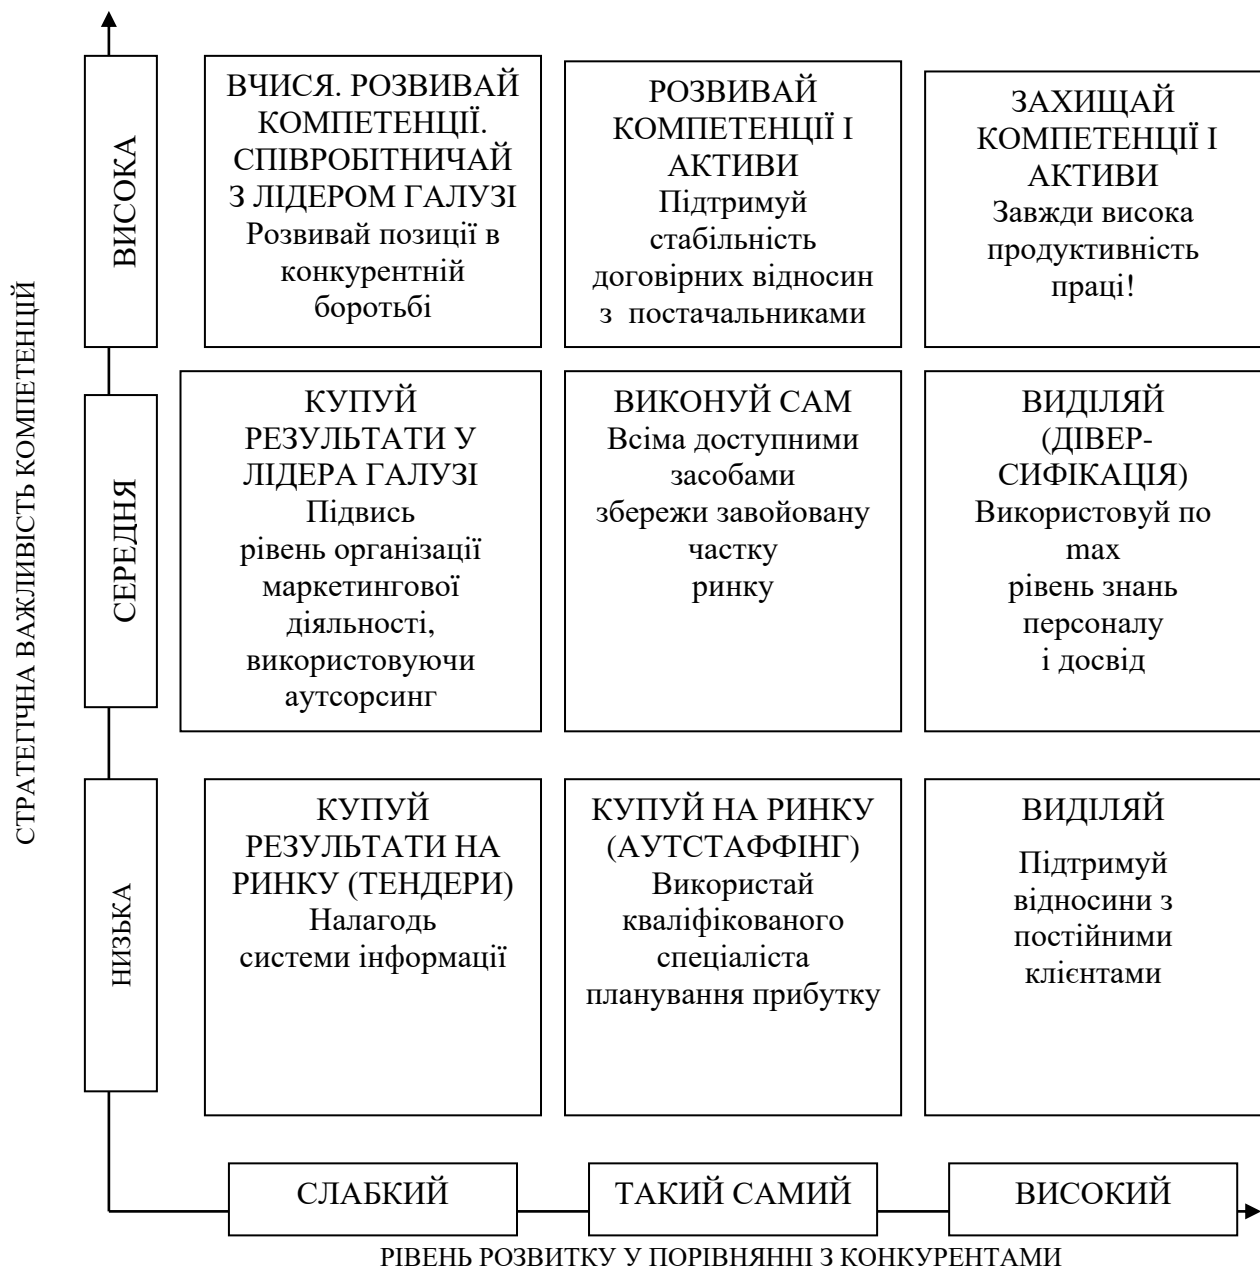 СТРАТЕГІЧНА ВАЖЛИВІСТЬ КОМПЕТЕНЦІЙ
ВИСОКА
ВЧИСЯ. РОЗВИВАЙ
КОМПЕТЕНЦІЇ.
СПІВРОБІТНИЧАЙ
З ЛІДЕРОМ ГАЛУЗІ
Розвивай позиції в
конкурентній
боротьбі
РОЗВИВАЙ
КОМПЕТЕНЦІЇ І
АКТИВИ
Підтримуй
стабільність
договірних відносин
з постачальниками
ЗАХИЩАЙ
КОМПЕТЕНЦІЇ І
АКТИВИ
Завжди висока
продуктивність
праці!
СЕРЕДНЯ
КУПУЙ
РЕЗУЛЬТАТИ У
ЛІДЕРА ГАЛУЗІ
Підвись
рівень організації
маркетингової
діяльності,
використовуючи
аутсорсинг
ВИКОНУЙ САМ
Всіма доступними
засобами
збережи завойовану
частку
ринку
ВИДІЛЯЙ
(ДІВЕР-
СИФІКАЦІЯ)
Використовуй по
max
рівень знань
персоналу
і досвід
НИЗЬКА
КУПУЙ
РЕЗУЛЬТАТИ НА
РИНКУ (ТЕНДЕРИ)
Налагодь
системи інформації
КУПУЙ НА РИНКУ
(АУТСТАФФІНГ)
Використай
кваліфікованого
спеціаліста
планування прибутку
ВИДІЛЯЙ
Підтримуй
відносини з
постійними
клієнтами
СЛАБКИЙ
ТАКИЙ САМИЙ
ВИСОКИЙ
РІВЕНЬ РОЗВИТКУ У ПОРІВНЯННІ З КОНКУРЕНТАМИ